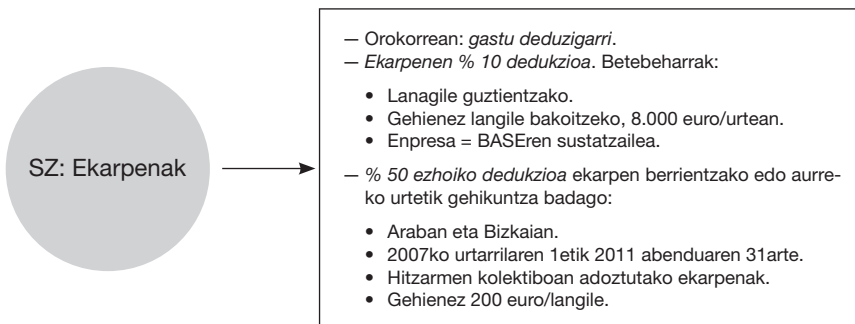 SZ: Ekarpenak
— Orokorrean: gastu deduzigarri.
— Ekarpenen % 10 dedukzioa. Betebeharrak:
• Lanagile guztientzako.
• Gehienez langile bakoitzeko, 8.000 euro/urtean.
• Enpresa = BASEren sustatzailea.
— % 50 ezhoiko dedukzioa ekarpen berrientzako edo aurre-
ko urtetik gehikuntza badago:
• Araban eta Bizkaian.
• 2007ko urtarrilaren 1etik 2011 abenduaren 31arte.
• Hitzarmen kolektiboan adoztutako ekarpenak.
• Gehienez 200 euro/langile.